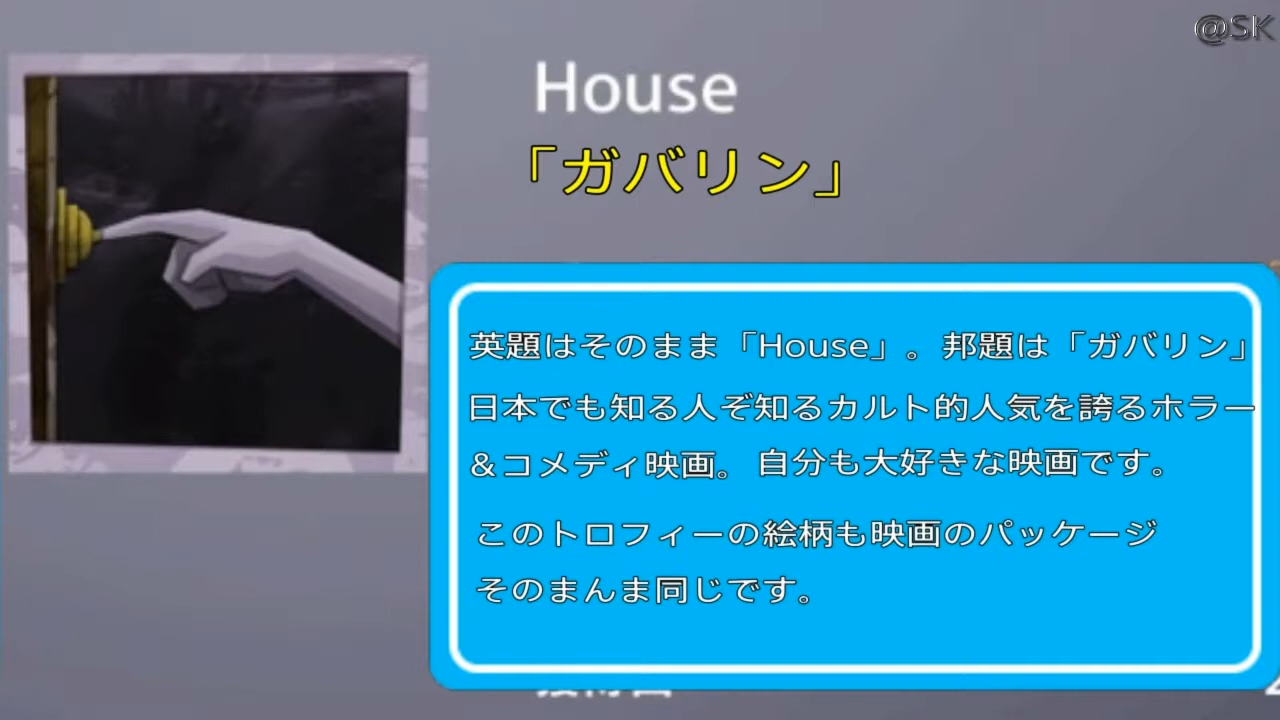 @SK
House
「ガバリン」
英題はそのまま「House」。邦題は「ガバリン」
日本でも知る人ぞ知るカルト的人気を誇るホラー
&コメディ映画。自分も大好きな映画です。
このトロフィーの絵柄も映画のパッケージ
そのまんま同じです。